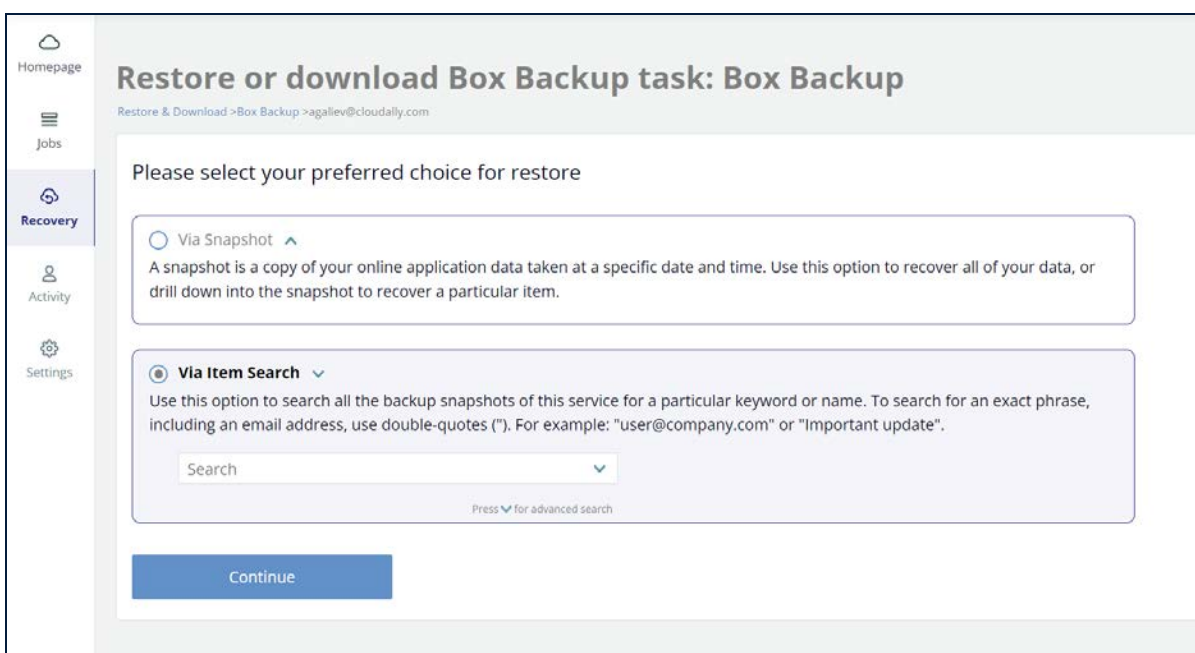 Homepage
Jobs
Recovery
Activity
Settings
Restore or download Box Backup task: Box Backup
Restore & Download >Box Backup >agaliev@cloudally.com
Please select your preferred choice for restore
Via Snapshot
A snapshot is a copy of your online application data taken at a specific date and time. Use this option to recover all of your data, or
drill down into the snapshot to recover a particular item.
Via Item Search
Use this option to search all the backup snapshots of this service for a particular keyword or name. To search for an exact phrase,
including an email address, use double-quotes ("). For example: "user@company.com" or "Important update".
Search
Press for advanced search
Continue